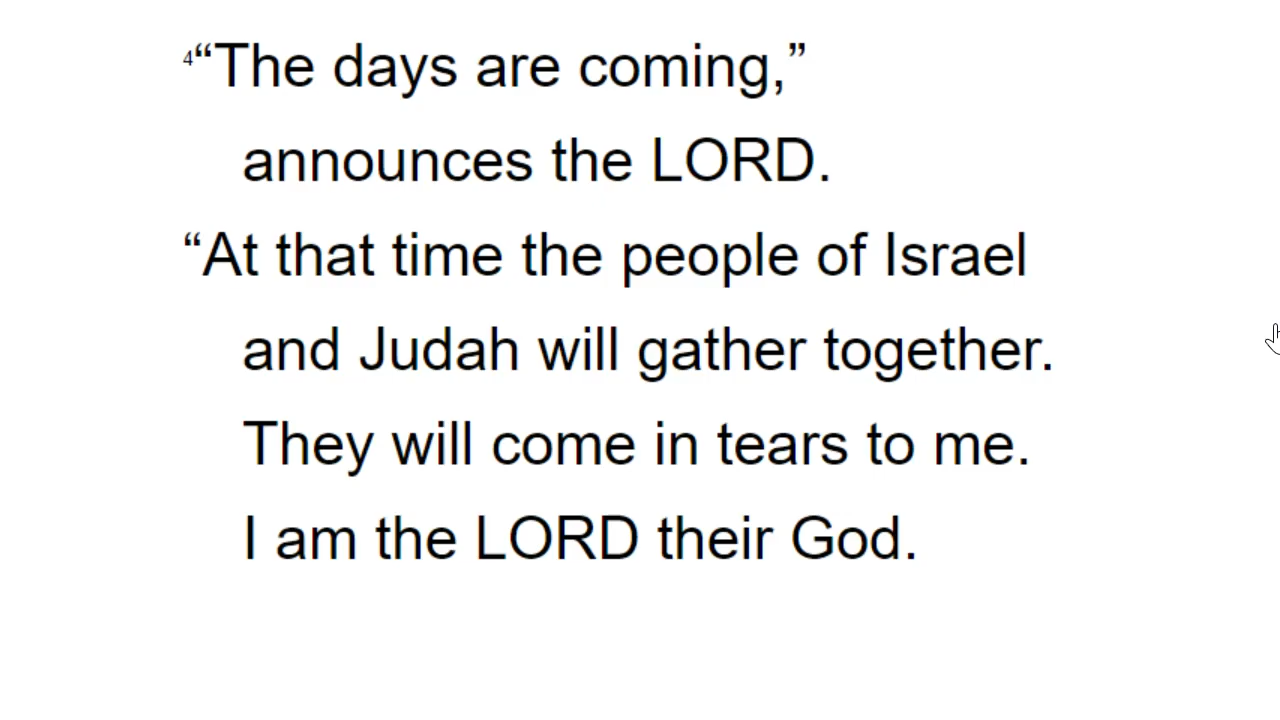 4“The days are coming,”
announces the LORD.
“At that time the people of Israel
and Judah will gather together.
They will come in tears to me.
I am the LORD their God.